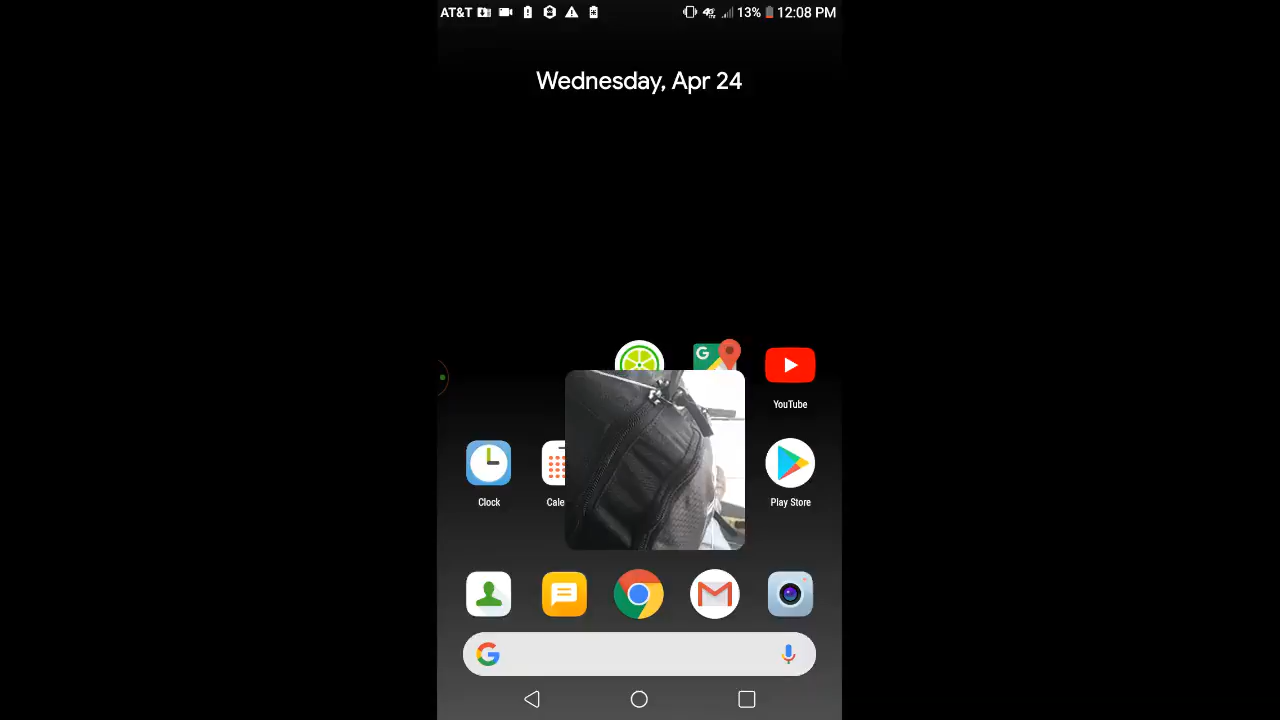 AT&T 13% 12:08 PM
Wednesday, Apr 24
G
YouTube
Clock Cale Play Store
G